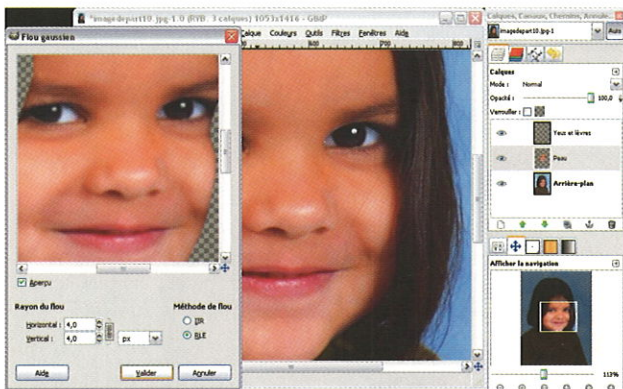 *imagedepart10.jpg-1.0 (RVB, 3 calques) 1053x1416 – GIMP
Calque Couleurs Outils Filtres Fenêtres Aide
700 800
Flou gaussien
Aperçu
Rayon du flou
Horizontal : 4,0
Vertical : 4,0
px
Méthode de flou
IIR
RLE
Aide
Valider
Annuler
Calques, Canaux, Chemins, Annule...
imagedepart10.jpg-1
Auto
Calques
Mode :
Normal
Opacité :
100,0
Verrouiller :
Yeux et lèvres
Peau
Arrière-plan
Afficher la navigation
113%